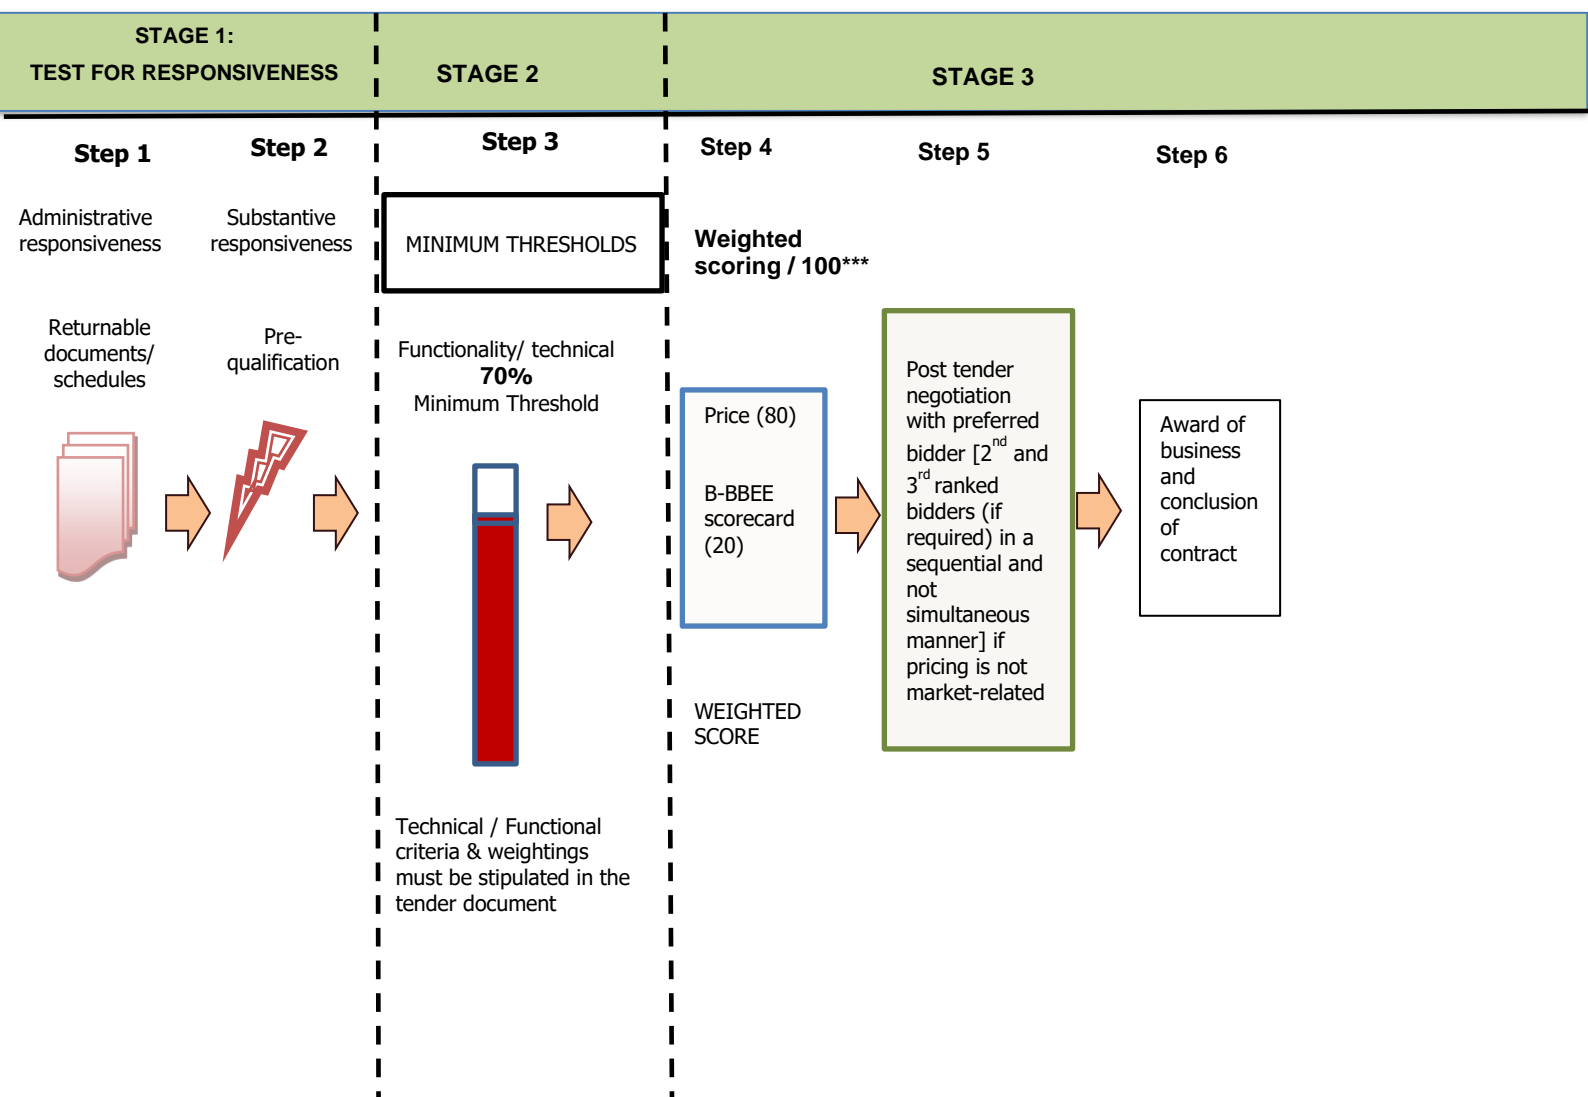 STAGE 1:
TEST FOR RESPONSIVENESS
STAGE 2
STAGE 3
Step 1
Step 2
Step 3
Step 4
Step 5
Step 6
Administrative
responsiveness
Substantive
responsiveness
MINIMUM THRESHOLDS
Weighted
scoring / 100***
Returnable
documents/
schedules
Pre-
qualification
Functionality/ technical
70%
Minimum Threshold
Price (80)
B-BBEE
scorecard
(20)
Post tender
negotiation
with preferred
bidder [2nd and
3rd ranked
bidders (if
required) in a
sequential and
not
simultaneous
manner] if
pricing is not
market-related
Award of
business
and
conclusion
of
contract
WEIGHTED
SCORE
Technical / Functional
criteria & weightings
must be stipulated in the
tender document